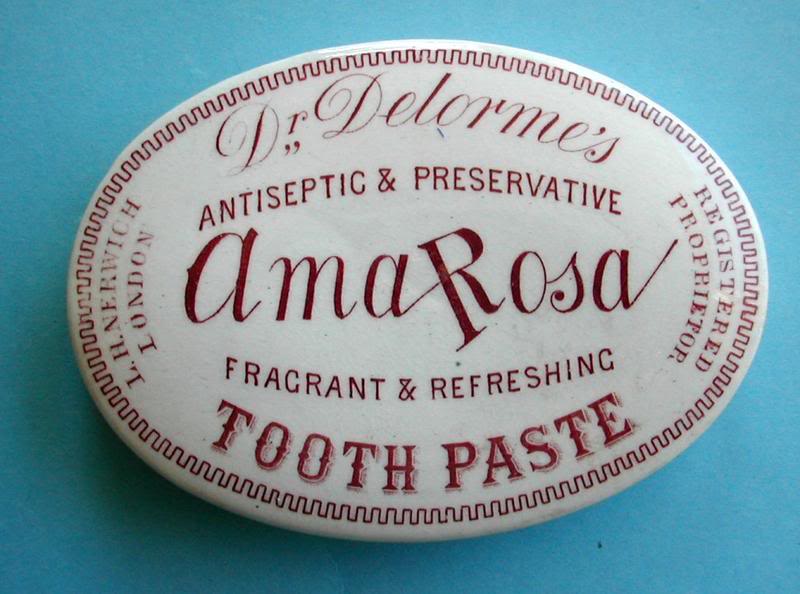 Dr,, Delorme's
ANTISEPTIC & PRESERVATIVE
AmaRosa
FRAGRANT & REFRESHING
TOOTH PASTE
L.H.NERWICH
LONDON
REGISTERED
PROPRIETOR.